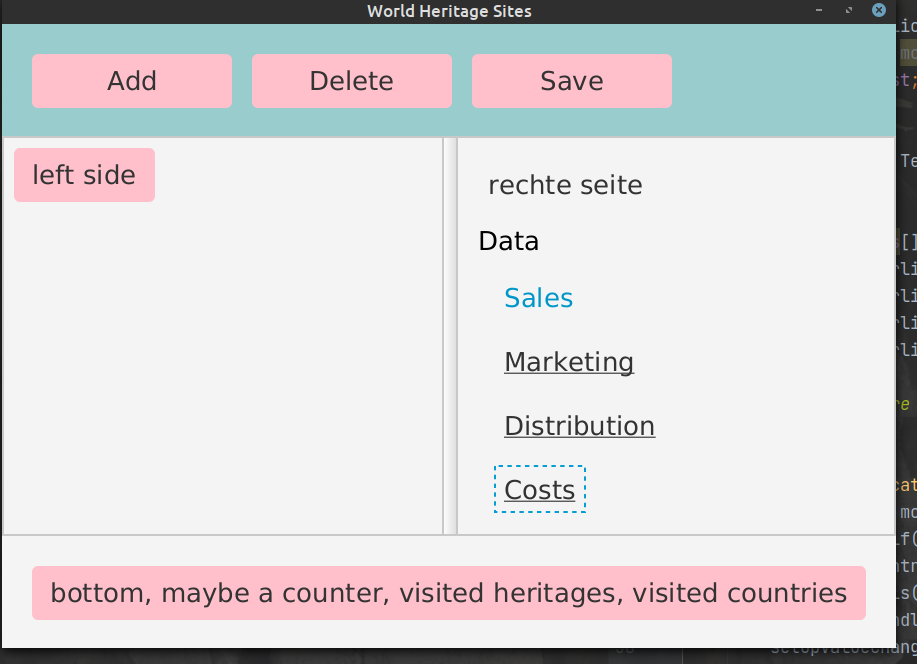 World Heritage Sites
Add Delete Save
left side
rechte seite
Data
Sales
Marketing
Distribution
Costs
bottom, maybe a counter, visited heritages, visited countries